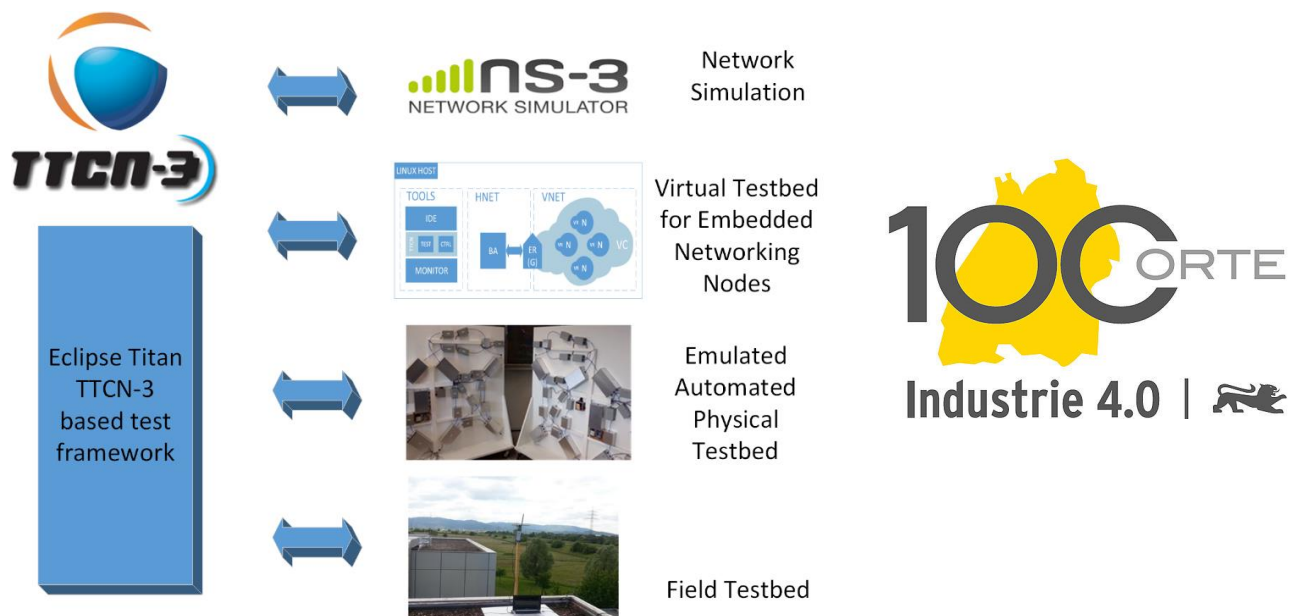 TTCN-3
Eclipse Titan
TTCN-3
based test
framework
ns-3
NETWORK SIMULATOR
Network
Simulation
LINUX HOST
TOOLS
HNET
VNET
IDE
TEST
CTRL
MONITOR
BA
ER
(G)
N
N
N
N
VC
Virtual Testbed
for Embedded
Networking
Nodes
Emulated
Automated
Physical
Testbed
Field Testbed
100 ORTE
Industrie 4.0 |